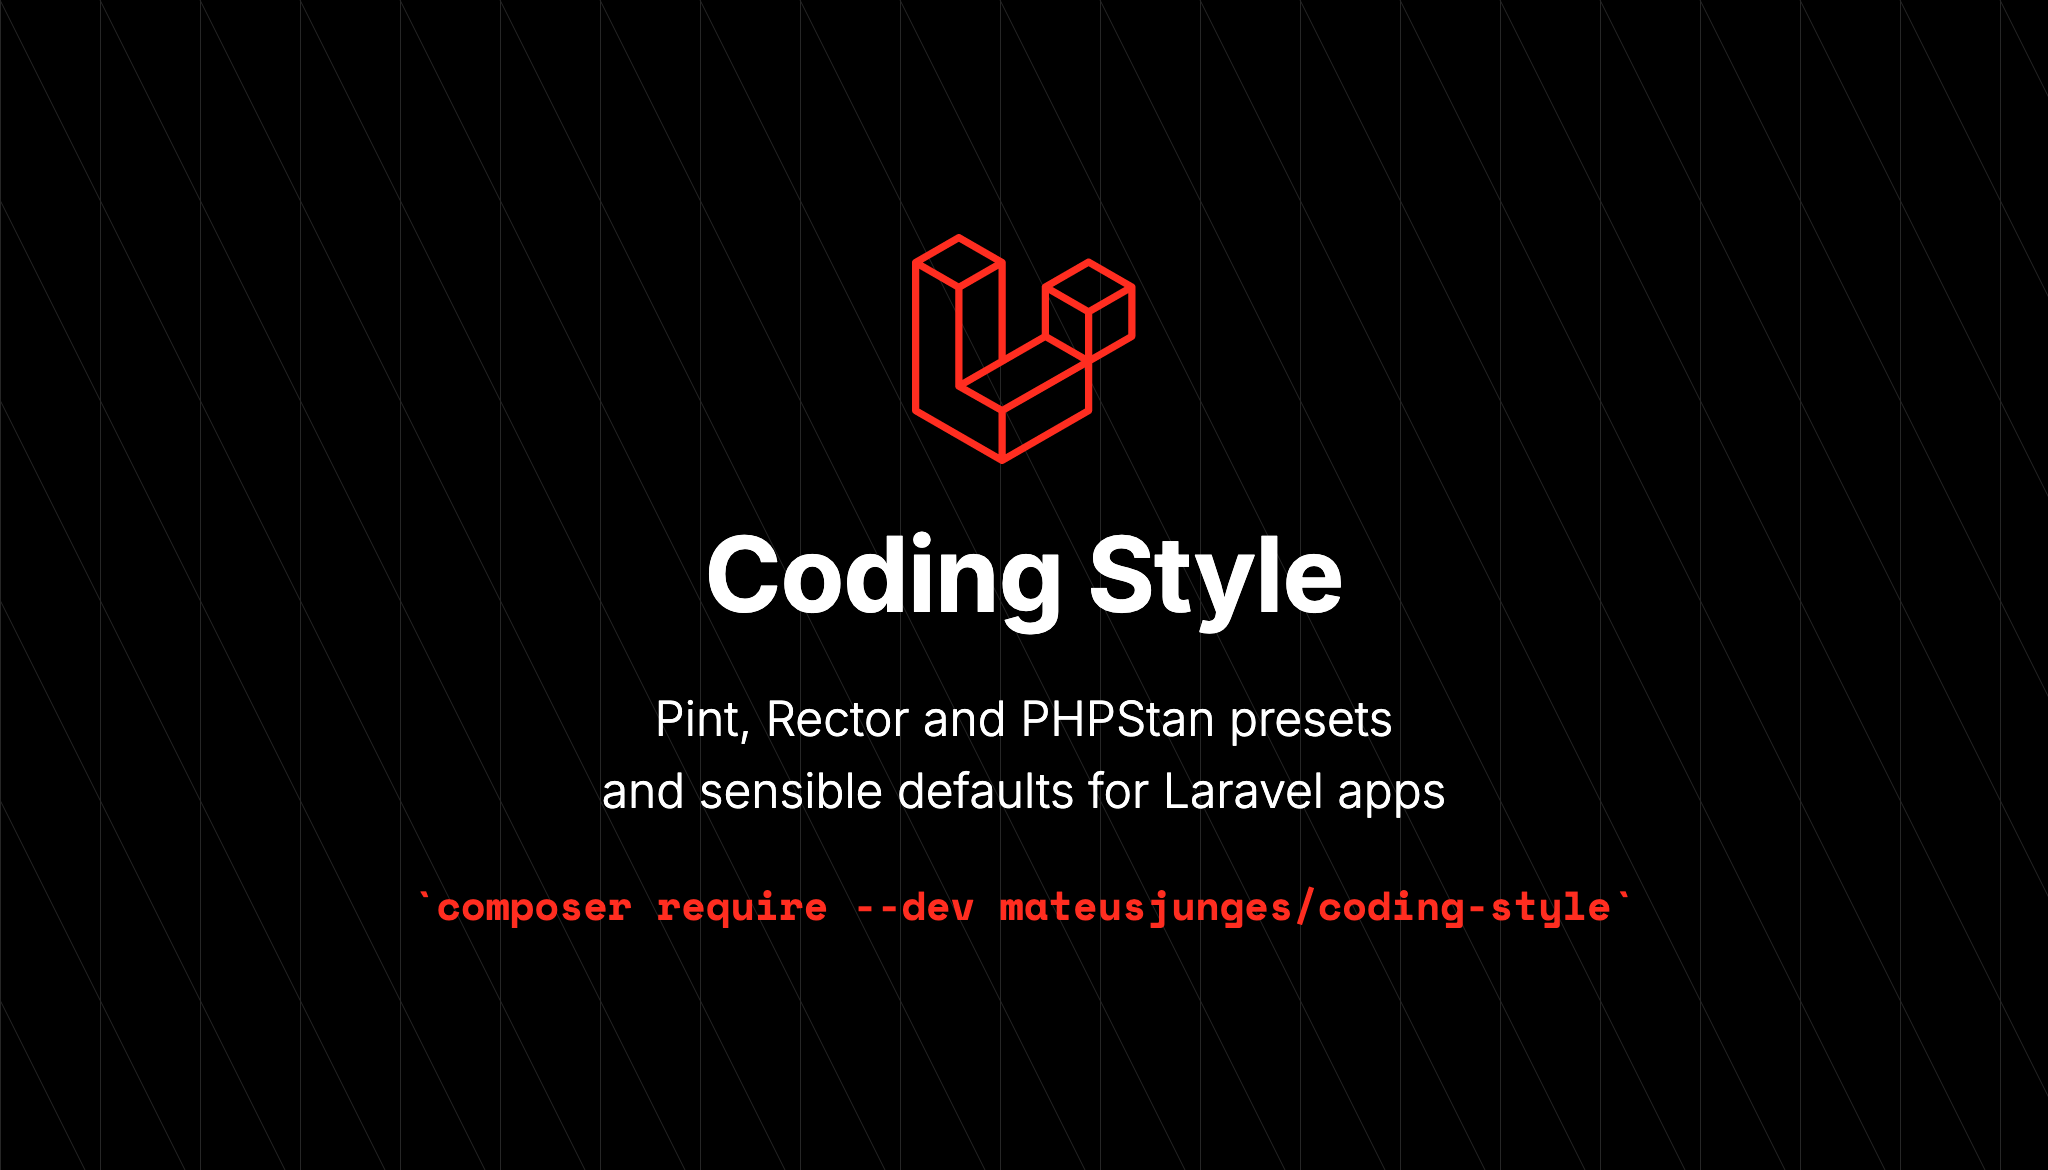 Coding Style
Pint, Rector and PHPStan presets
and sensible defaults for Laravel apps
`composer require --dev mateusjunges/coding-style`